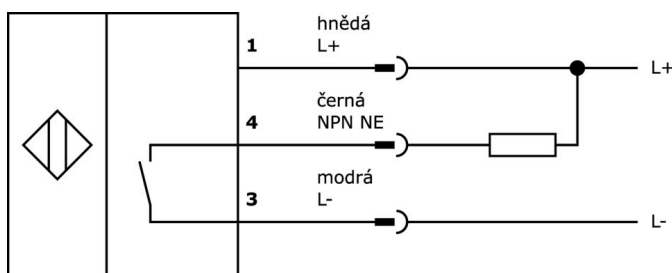 hnědá
1 L+
L+
černá
4 NPN NE
modrá
3 L-
L-